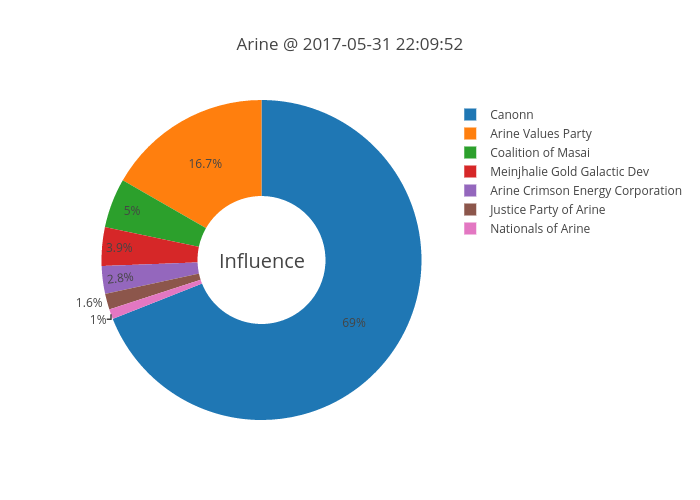 Arine @ 2017-05-31 22:09:52
Canonn
Arine Values Party
Coalition of Masai
Meinjhalie Gold Galactic Dev
Arine Crimson Energy Corporation
Justice Party of Arine
Nationals of Arine
16.7%
5%
3.9%
2.8%
1.6%
1%
69%
Influence